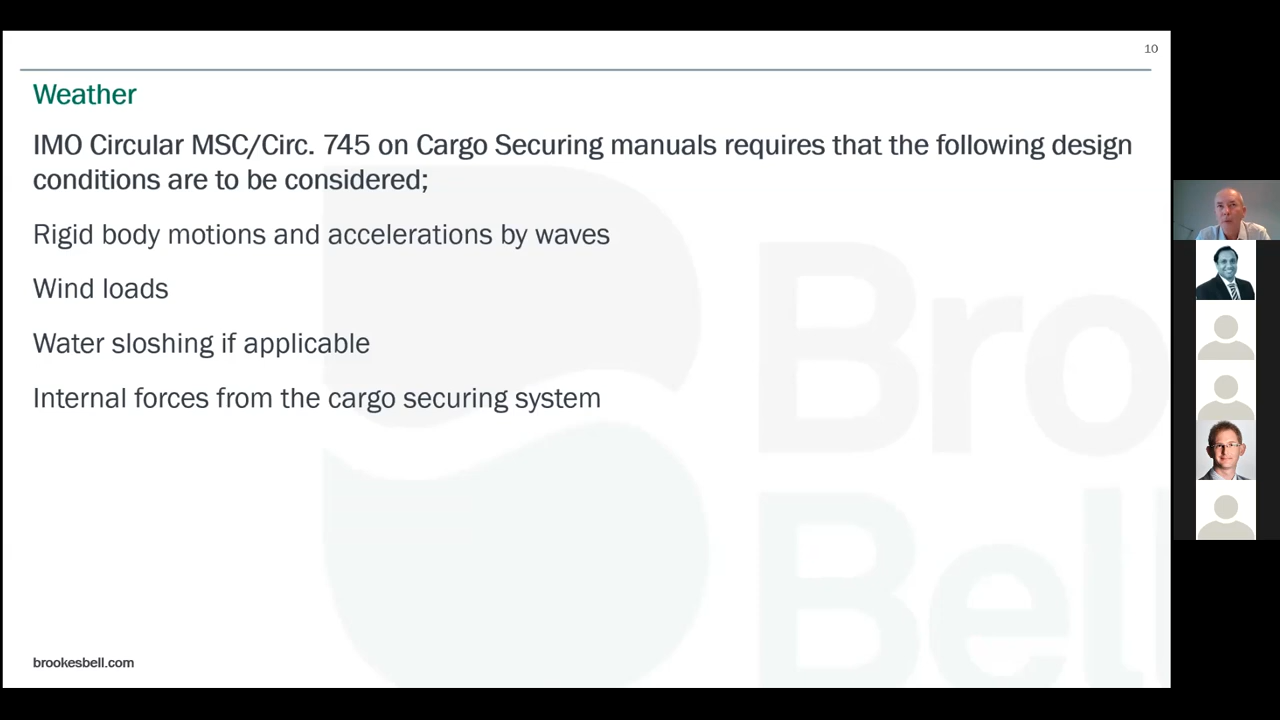 10
Weather
IMO Circular MSC/Circ. 745 on Cargo Securing manuals requires that the following design
conditions are to be considered;
Rigid body motions and accelerations by waves
Wind loads
Water sloshing if applicable
Internal forces from the cargo securing system
Bro
Bell
brookesbell.com